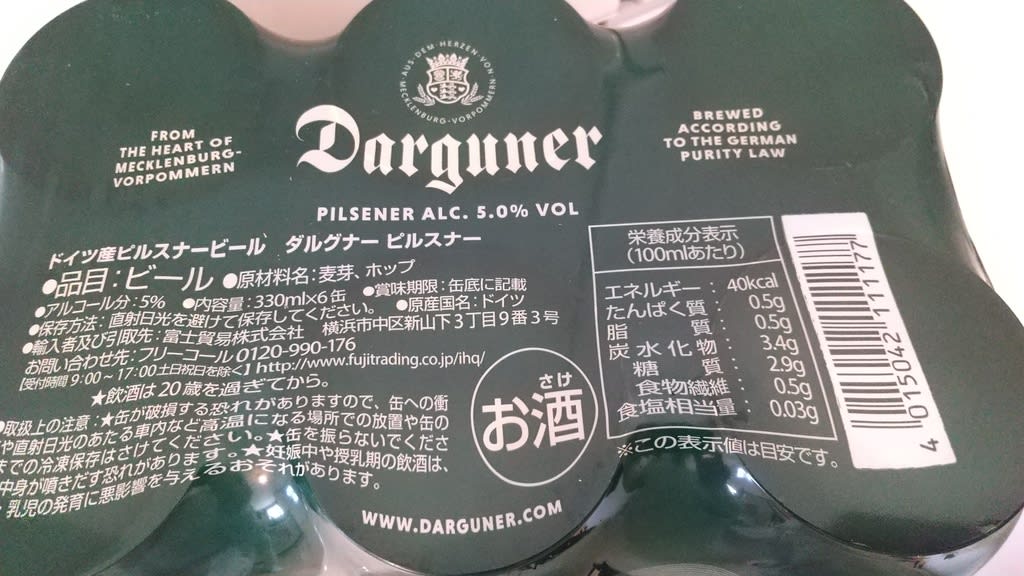 AUS·DEM·HERZEN·VON·MECKLENBURG-VORPOMMERN
FROM
THE HEART OF
MECKLENBURG-
VORPOMMERN
Darguner
PILSENER ALC. 5.0% VOL
BREWED
ACCORDING
TO THE GERMAN
PURITY LAW
ドイツ産ピルスナービール ダルグナー ピルスナー
●品目：ビール ●原材料名：麦芽、ホップ
●アルコール分：5% ●内容量：330ml×6缶 ●賞味期限：缶底に記載
●保存方法：直射日光を避けて保存してください。 ●原産国名：ドイツ
●輸入者及び引取先：富士貿易株式会社 横浜市中区新山下3丁目9番3号
お問い合わせ先：フリーコール 0120-990-176
【受付時間 9：00～17：00 土日祝日を除く】http://www.fujitrading.co.jp/ihq/
★飲酒は20歳を過ぎてから。
●取扱上の注意：★缶が破損する恐れがありますので、缶への衝
や直射日光のあたる車内など高温になる場所での放置や缶の
までの冷凍保存はさけてください。★缶を振らないでくださ
中身が噴きだす恐れがあります。★妊娠中や授乳期の飲酒は、
・乳児の発育に悪影響を与えるおそれがあります。
さけ
お酒
WWW.DARGUNER.COM
栄養成分表示
(100mlあたり)
エネルギー： 40kcal
たんぱく質： 0.5g
脂質： 0.5g
炭水化物： 3.4g
糖質： 2.9g
食物繊維： 0.5g
食塩相当量： 0.03g
※この表示値は目安です。
4 015042 111177